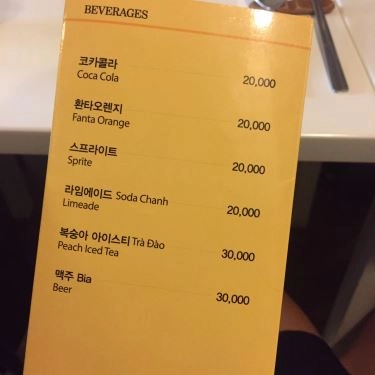 BEVERAGES
코카콜라
Coca Cola 20,000
환타오렌지
Fanta Orange 20,000
스프라이트
Sprite 20,000
라임에이드 Soda Chanh
Limeade 20,000
복숭아 아이스티 Trà Đào
Peach Iced Tea 30,000
맥주 Bia
Beer 30,000